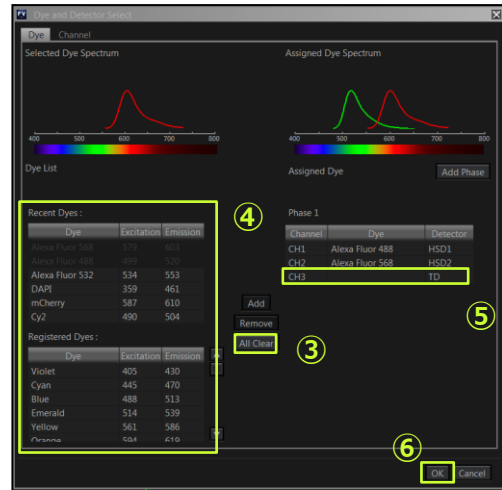 FV Dye and Detector Select
Dye Channel
Selected Dye Spectrum
Assigned Dye Spectrum
400 500 600 700 800
400 500 600 700 800
Dye List
Assigned Dye
Add Phase
Recent Dyes :
④
Phase 1
Dye Excitation Emission
Channel Dye Detector
Alexa Fluor 568 579 603
CH1 Alexa Fluor 488 HSD1
Alexa Fluor 488 499 520
CH2 Alexa Fluor 568 HSD2
Alexa Fluor 532 534 553
CH3 TD
DAPI 359 461
mCherry 587 610
Cy2 490 504
Add
⑤
Remove
Registered Dyes :
All Clear
③
Dye Excitation Emission
Violet 405 430
Cyan 445 470
Blue 488 513
Emerald 514 539
Yellow 561 586
Orange 594 619
⑥
OK Cancel